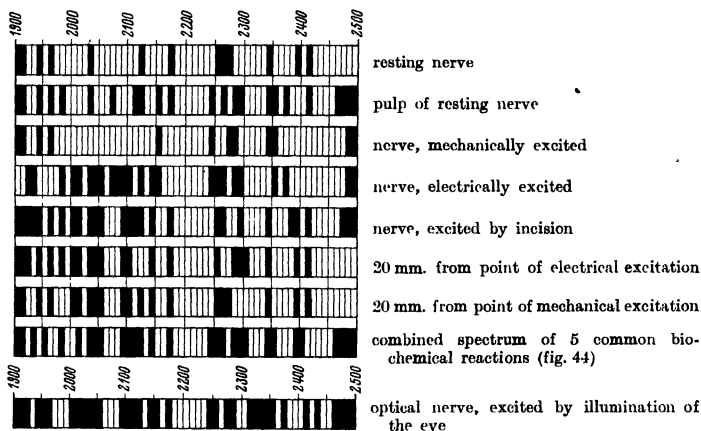 1900 2000 2100 2200 2300 2400 2500
resting nerve
pulp of resting nerve
nerve, mechanically excited
nerve, electrically excited
nerve, excited by incision
20 mm. from point of electrical excitation
20 mm. from point of mechanical excitation
combined spectrum of 5 common bio-
chemical reactions (fig. 44)
1900 2000 2100 2200 2300 2400 2500
optical nerve, excited by illumination of
the eye